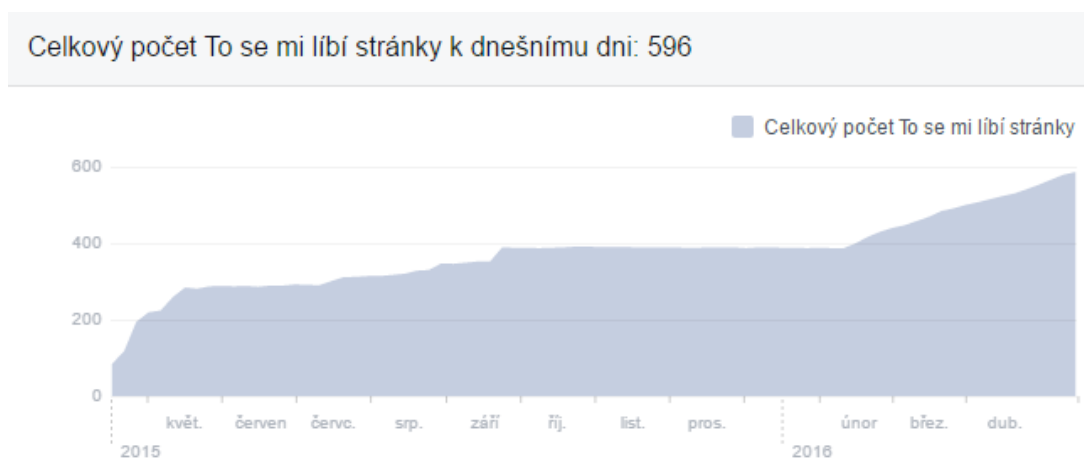 Celkový počet To se mi líbí stránky k dnešnímu dni: 596
Celkový počet To se mi líbí stránky
600
400
200
0
květ. červen červc. srp. září říj. list. pros. únor břez. dub.
2015 2016